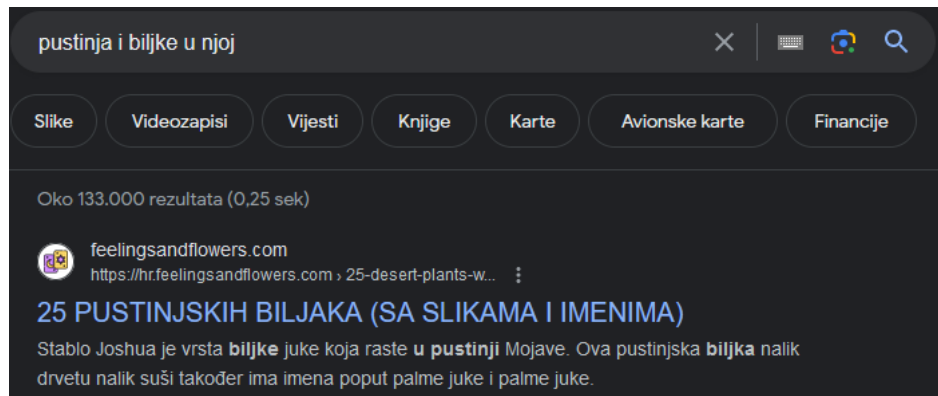 pustinja i biljke u njoj
Slike Videozapisi Vijesti Knjige Karte Avionske karte Financije
Oko 133.000 rezultata (0,25 sek)
feelingsandflowers.com
https://hr.feelingsandflowers.com › 25-desert-plants-w...
25 PUSTINJSKIH BILJAKA (SA SLIKAMA I IMENIMA)
Stablo Joshua je vrsta biljke juke koja raste u pustinji Mojave. Ova pustinjska biljka nalik
drvetu nalik suši također ima imena poput palme juke i palme juke.